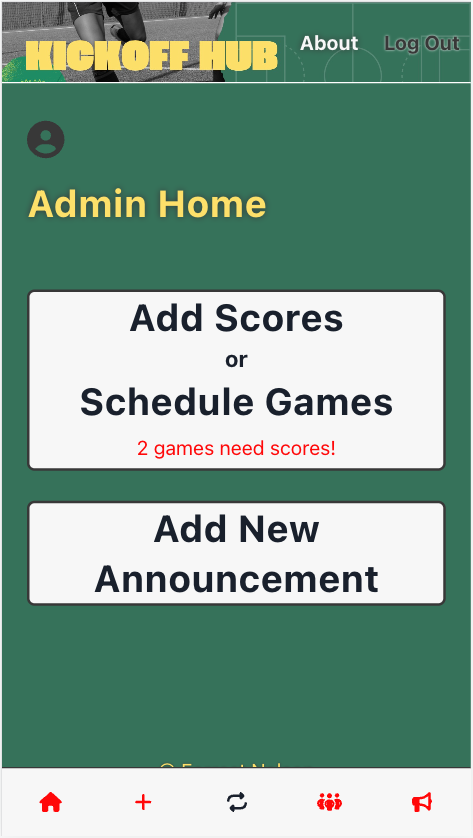 KICKOFF HUB
About
Log Out
Admin Home
Add Scores
or
Schedule Games
2 games need scores!
Add New
Announcement